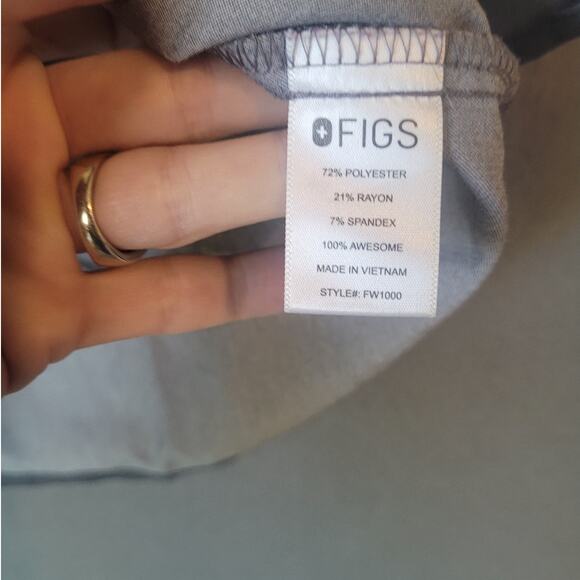 FIGS
72% POLYESTER
21% RAYON
7% SPANDEX
100% AWESOME
MADE IN VIETNAM
STYLE#: FW1000